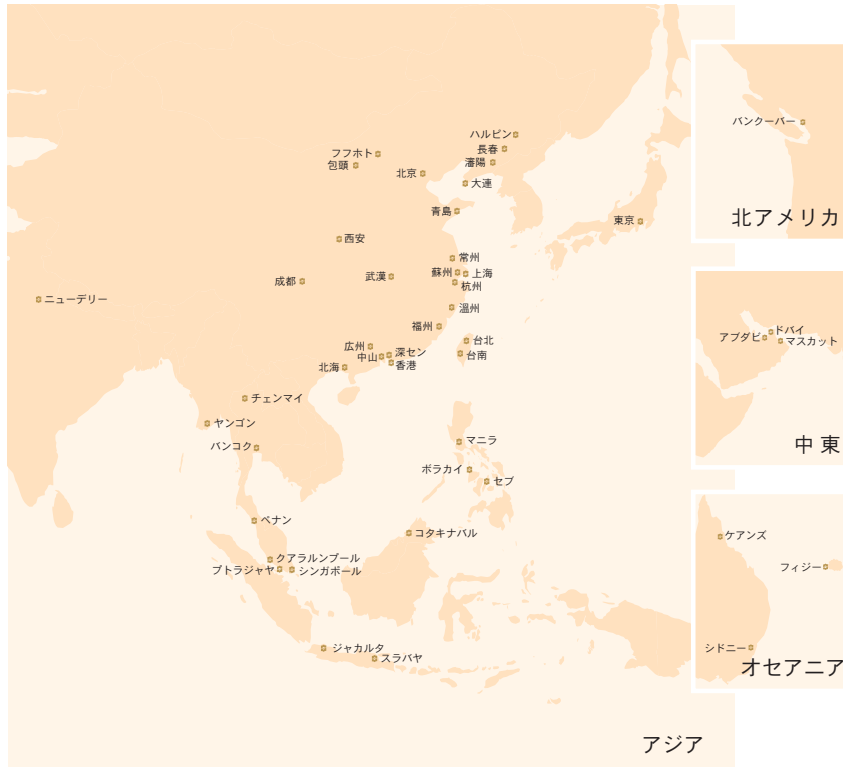 ハルピン
長春
瀋陽
フフホト
包頭
北京
大連
青島
東京
西安
常州
成都
武漢
蘇州
上海
杭州
ニューデリー
温州
福州
広州
中山
深セン
香港
台北
台南
北海
チェンマイ
ヤンゴン
バンコク
マニラ
ボラカイ
セブ
ペナン
コタキナバル
クアラルンプール
プトラジャヤ
シンガポール
ジャカルタ
スラバヤ
アジア
バンクーバー
北アメリカ
ドバイ
アブダビ
マスカット
中 東
ケアンズ
フィジー
シドニー
オセアニア